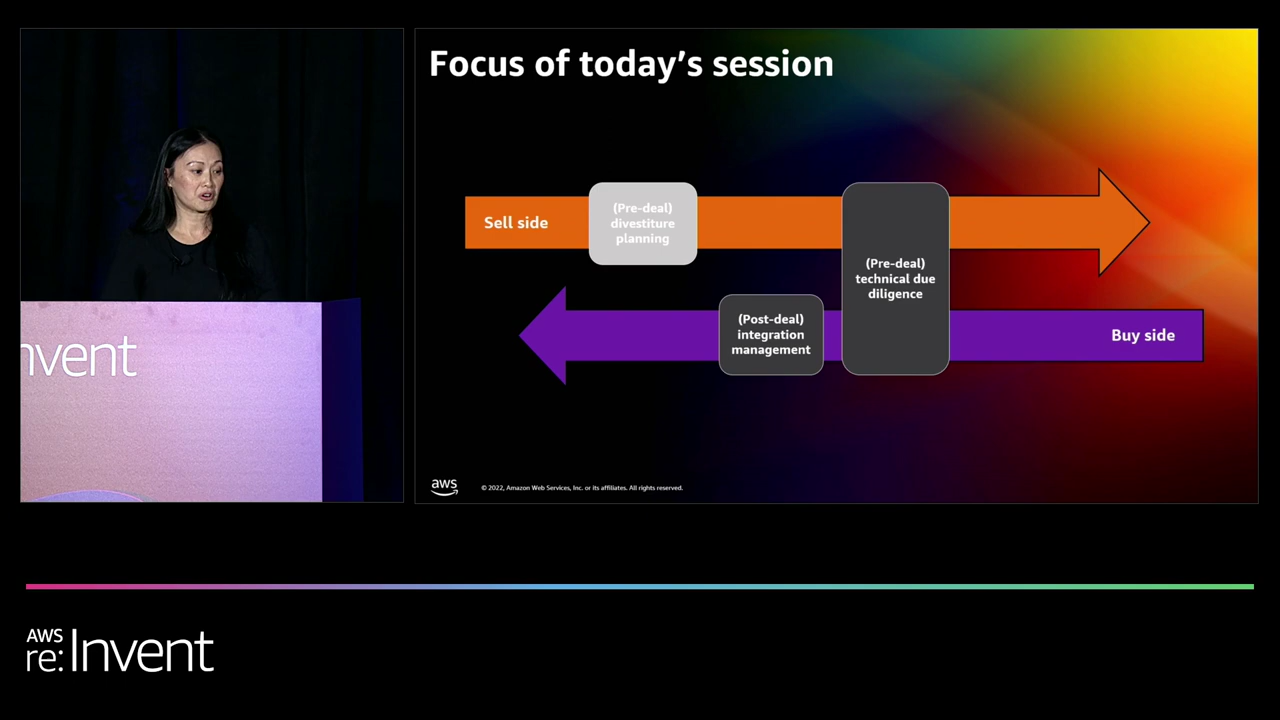 Focus of today's session
Sell side
(Pre-deal)
divestiture
planning
(Pre-deal)
technical due
diligence
(Post-deal)
integration
management
Buy side
aws
© 2022, Amazon Web Services, Inc. or its affiliates. All rights reserved.
nvent
AWS
re:Invent